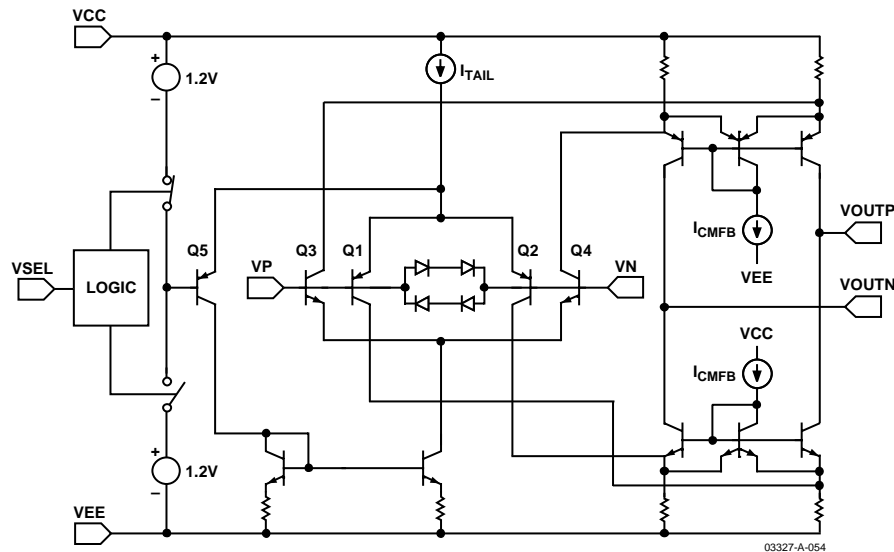 VCC
+
1.2V
–
I_TAIL
VOUTP
I_CMFB
VEE
Q5
Q3
Q1
Q2
Q4
VSEL
LOGIC
VP
VN
VOUTN
VCC
I_CMFB
+
1.2V
–
VEE
03327-A-054